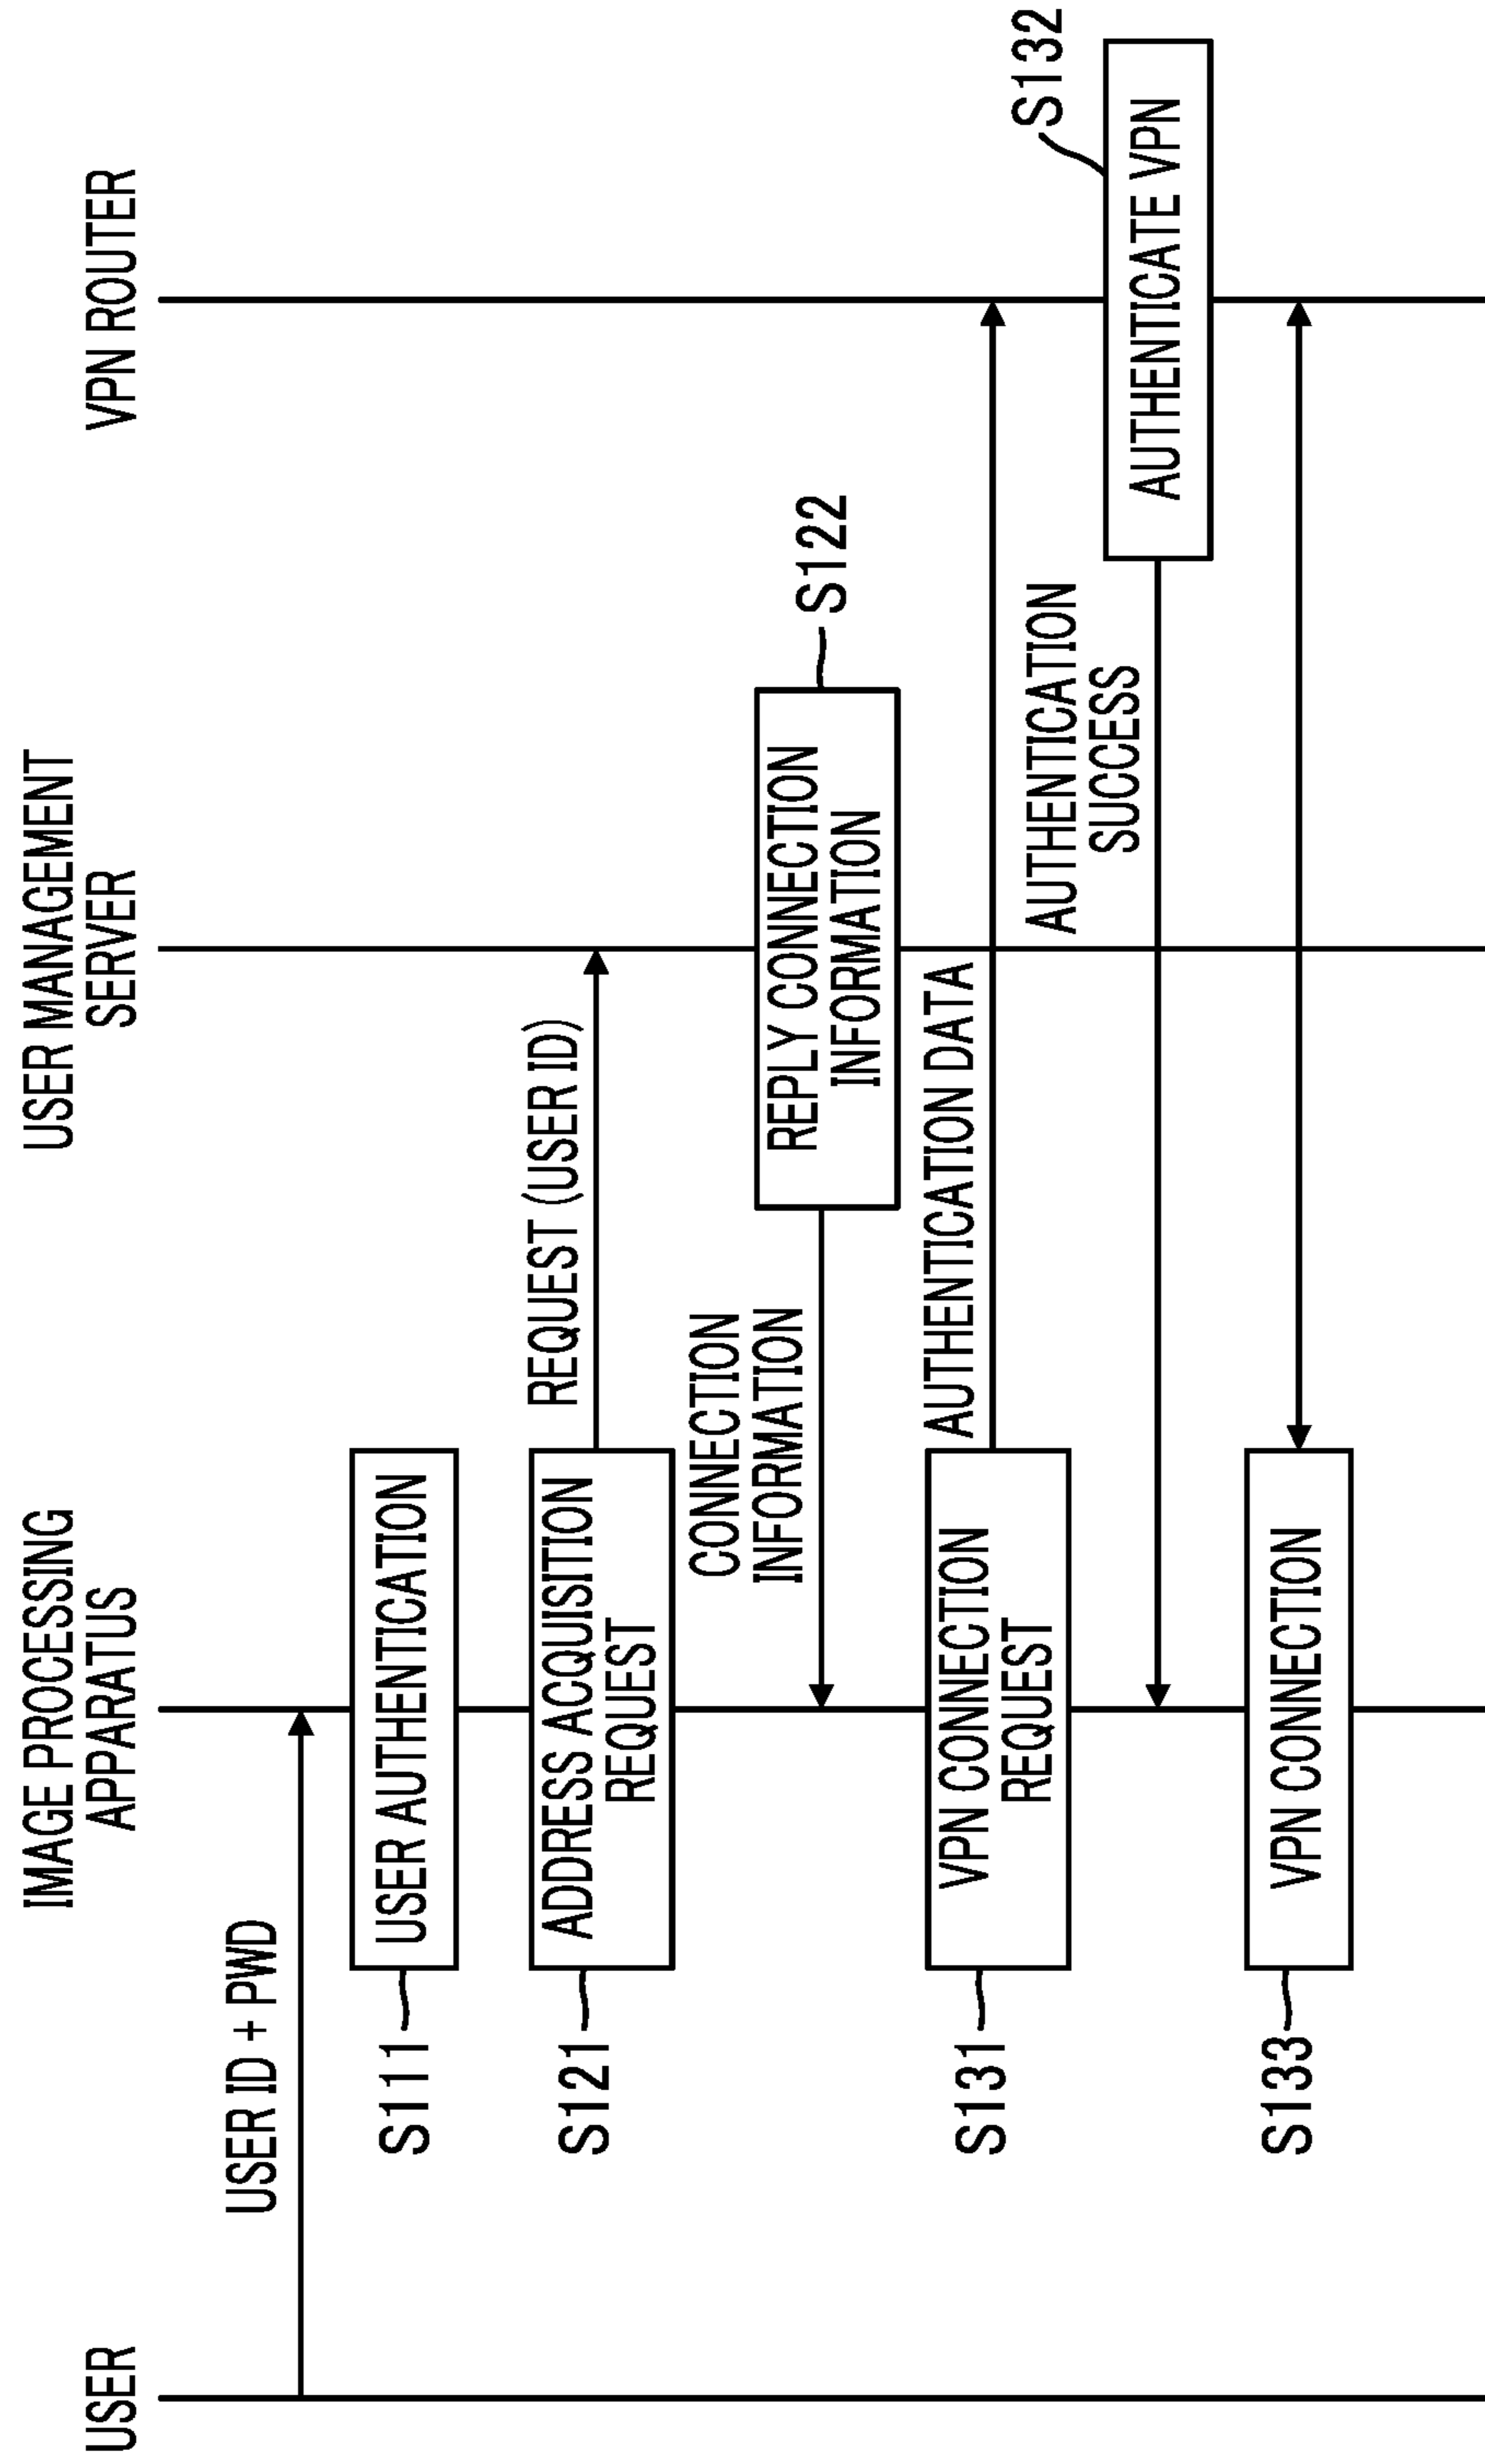 USER
IMAGE PROCESSING
APPARATUS
USER MANAGEMENT
SERVER
VPN ROUTER
USER ID + PWD
S111
USER AUTHENTICATION
S121
ADDRESS ACQUISITION
REQUEST
REQUEST (USER ID)
REPLY CONNECTION
INFORMATION
S122
CONNECTION
INFORMATION
S131
VPN CONNECTION
REQUEST
AUTHENTICATION DATA
S132
AUTHENTICATE VPN
AUTHENTICATION
SUCCESS
S133
VPN CONNECTION